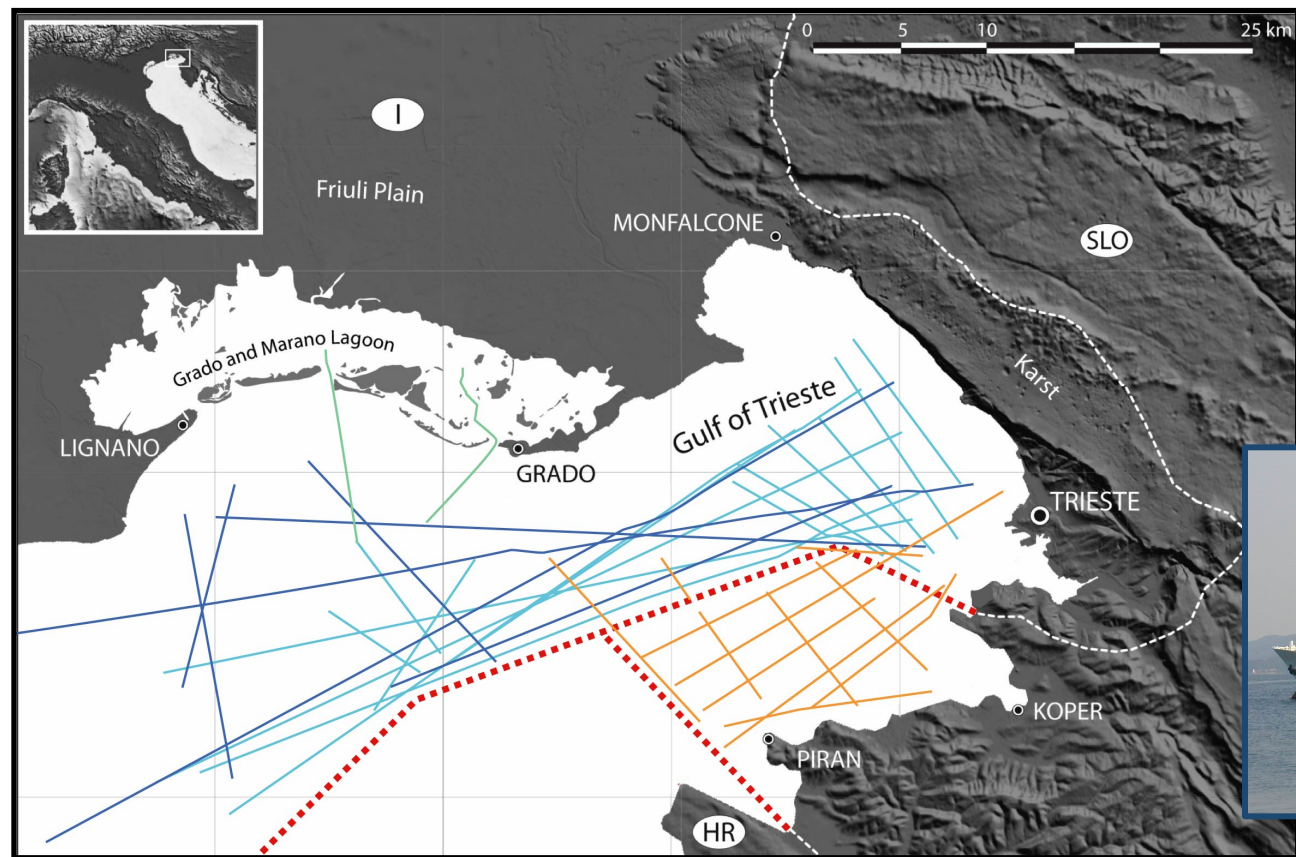 0 5 10 25 km
I
Friuli Plain
MONFALCONE
SLO
Grado and Marano Lagoon
Karst
Gulf of Trieste
LIGNANO
GRADO
TRIESTE
KOPER
PIRAN
HR